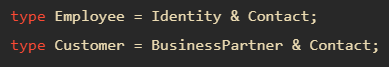 type Employee = Identity & Contact;
type Customer = BusinessPartner & Contact;